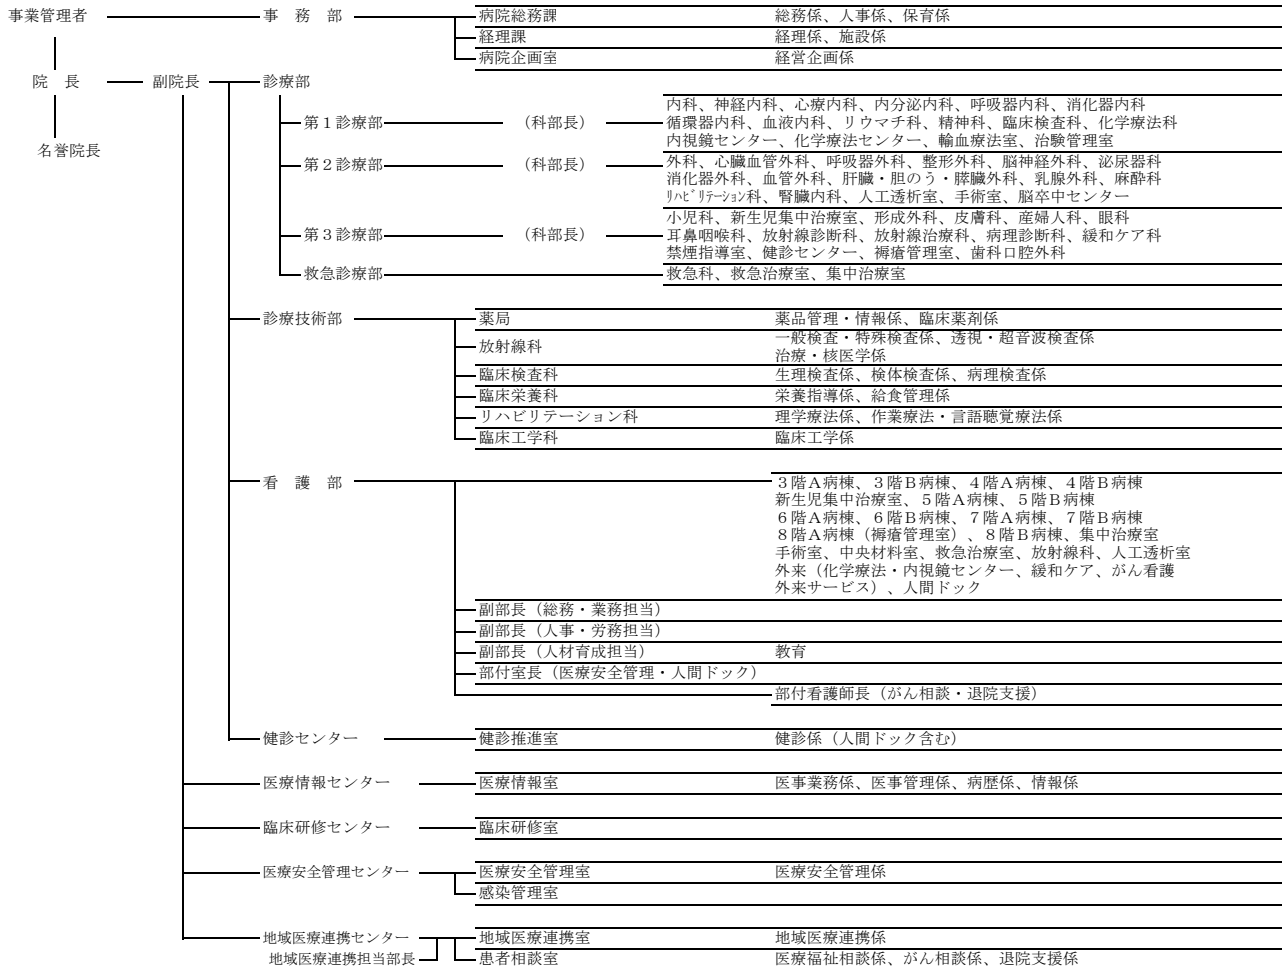 事業管理者 事　務　部 病院総務課 総務係、人事係、保育係
経理課 経理係、施設係
病院企画室 経営企画係
院　長 副院長 診療部
内科、神経内科、心療内科、内分泌内科、呼吸器内科、消化器内科
第１診療部 （科部長） 循環器内科、血液内科、リウマチ科、精神科、臨床検査科、化学療法科
内視鏡センター、化学療法センター、輸血療法室、治験管理室
名誉院長
外科、心臓血管外科、呼吸器外科、整形外科、脳神経外科、泌尿器科
第２診療部 （科部長） 消化器外科、血管外科、肝臓・胆のう・膵臓外科、乳腺外科、麻酔科
ﾘﾊﾋﾞﾘﾃｰｼｮﾝ科、腎臓内科、人工透析室、手術室、脳卒中センター
小児科、新生児集中治療室、形成外科、皮膚科、産婦人科、眼科
第３診療部 （科部長） 耳鼻咽喉科、放射線診断科、放射線治療科、病理診断科、緩和ケア科
禁煙指導室、健診センター、褥瘡管理室、歯科口腔外科
救急診療部 救急科、救急治療室、集中治療室
診療技術部 薬局 薬品管理・情報係、臨床薬剤係
放射線科 一般検査・特殊検査係、透視・超音波検査係
治療・核医学係
臨床検査科 生理検査係、検体検査係、病理検査係
臨床栄養科 栄養指導係、給食管理係
リハビリテーション科 理学療法係、作業療法・言語聴覚療法係
臨床工学科 臨床工学係
看　護　部 ３階Ａ病棟、３階Ｂ病棟、４階Ａ病棟、４階Ｂ病棟
新生児集中治療室、５階Ａ病棟、５階Ｂ病棟
６階Ａ病棟、６階Ｂ病棟、７階Ａ病棟、７階Ｂ病棟
８階Ａ病棟（褥瘡管理室）、８階Ｂ病棟、集中治療室
手術室、中央材料室、救急治療室、放射線科、人工透析室
外来（化学療法・内視鏡センター、緩和ケア、がん看護
外来サービス）、人間ドック
副部長（総務・業務担当）
副部長（人事・労務担当）
副部長（人材育成担当） 教育
部付室長（医療安全管理・人間ドック）
部付看護師長（がん相談・退院支援）
健診センター 健診推進室 健診係（人間ドック含む）
医療情報センター 医療情報室 医事業務係、医事管理係、病歴係、情報係
臨床研修センター 臨床研修室
医療安全管理センター 医療安全管理室 医療安全管理係
感染管理室
地域医療連携センター 地域医療連携室 地域医療連携係
地域医療連携担当部長 患者相談室 医療福祉相談係、がん相談係、退院支援係